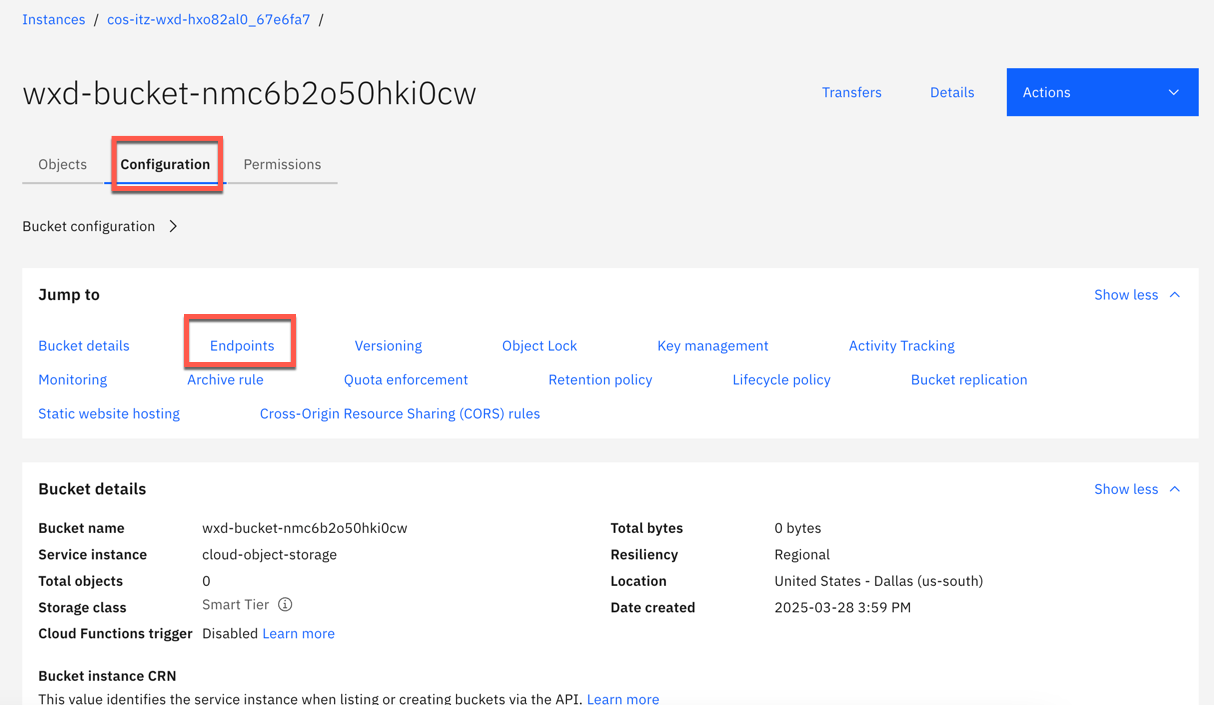 Instances / cos-itz-wxd-hxo82al0_67e6fa7 /
wxd-bucket-nmc6b2o50hki0cw
Transfers Details Actions
Objects Configuration Permissions
Bucket configuration
Jump to Show less
Bucket details Endpoints Versioning Object Lock Key management Activity Tracking
Monitoring Archive rule Quota enforcement Retention policy Lifecycle policy Bucket replication
Static website hosting Cross-Origin Resource Sharing (CORS) rules
Bucket details Show less
Bucket name wxd-bucket-nmc6b2o50hki0cw Total bytes 0 bytes
Service instance cloud-object-storage Resiliency Regional
Total objects 0 Location United States - Dallas (us-south)
Storage class Smart Tier Date created 2025-03-28 3:59 PM
Cloud Functions trigger Disabled Learn more
Bucket instance CRN
This value identifies the service instance when listing or creating buckets via the API. Learn more